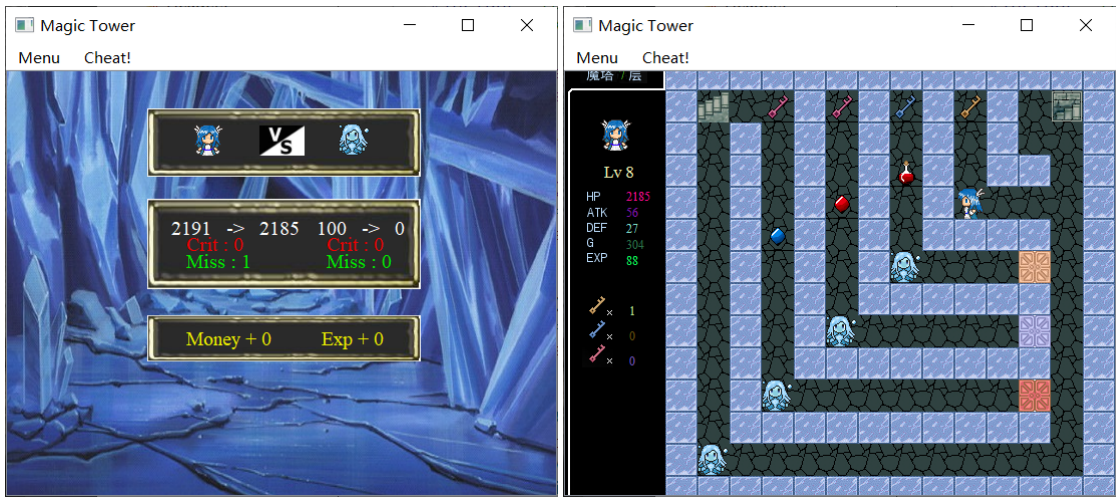 Magic Tower
Menu Cheat!
VS
2191 -> 2185 100 -> 0
Crit : 0 Crit : 0
Miss : 1 Miss : 0
Money + 0 Exp + 0
Magic Tower
Menu Cheat!
魔塔 7 层
Lv 8
HP 2185
ATK 56
DEF 27
G 304
EXP 88
× 1
× 0
× 0